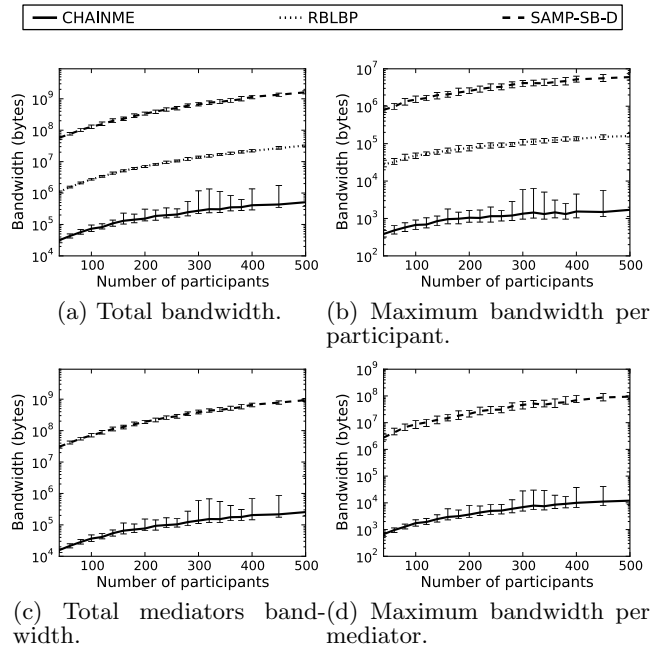 CHAINME RBLBP SAMP-SB-D
Bandwidth (bytes)
10^9
10^8
10^7
10^6
10^5
10^4
100 200 300 400 500
Number of participants
(a) Total bandwidth.
Bandwidth (bytes)
10^7
10^6
10^5
10^4
10^3
10^2
100 200 300 400 500
Number of participants
(b) Maximum bandwidth per
participant.
Bandwidth (bytes)
10^9
10^8
10^7
10^6
10^5
10^4
100 200 300 400 500
Number of participants
(c) Total mediators band-
width.
Bandwidth (bytes)
10^9
10^8
10^7
10^6
10^5
10^4
10^3
10^2
100 200 300 400 500
Number of participants
(d) Maximum bandwidth per
mediator.